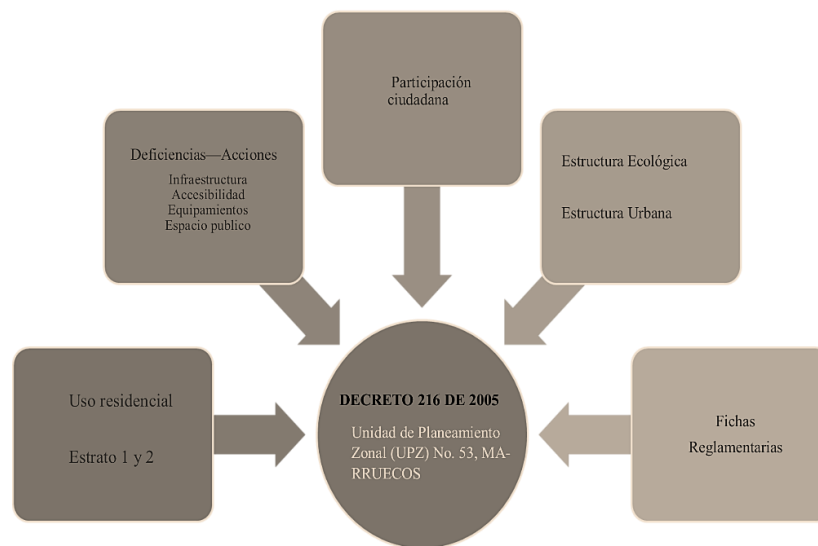 Participación
ciudadana
Deficiencias—Acciones
Infraestructura
Accesibilidad
Equipamientos
Espacio publico
Estructura Ecológica
Estructura Urbana
Uso residencial
Estrato 1 y 2
DECRETO 216 DE 2005
Unidad de Planeamiento
Zonal (UPZ) No. 53, MA-
RRUECOS
Fichas
Reglamentarias